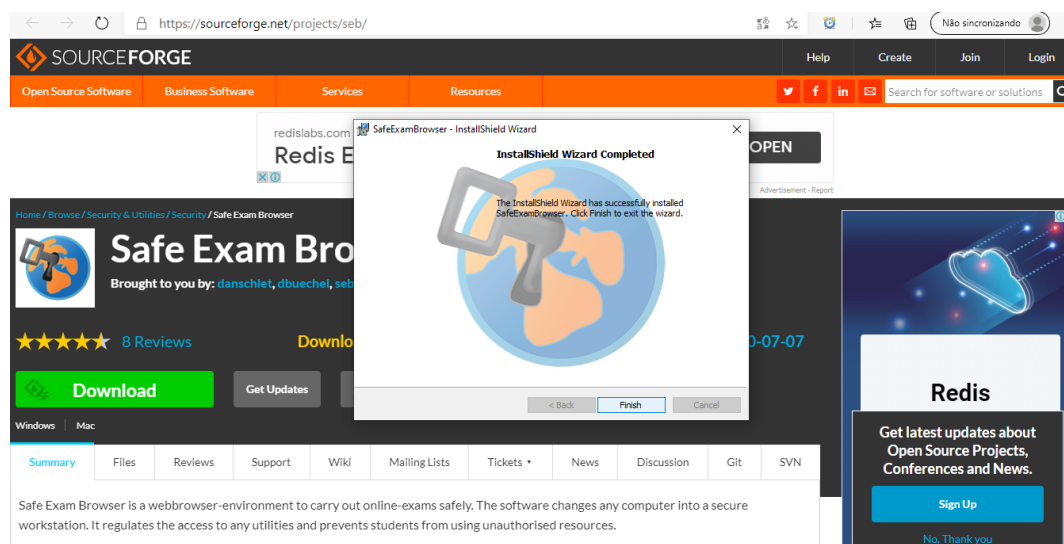 https://sourceforge.net/projects/seb/
Não sincronizando
SOURCEFORGE
Help Create Join Login
Open Source Software Business Software Services Resources
Search for software or solutions
redislabs.com
Redis E
OPEN
Advertisement - Report
SafeExamBrowser - InstallShield Wizard
InstallShield Wizard Completed
The InstallShield Wizard has successfully installed
SafeExamBrowser. Click Finish to exit the wizard.
< Back Finish Cancel
Home / Browse / Security & Utilities / Security / Safe Exam Browser
Safe Exam Bro
Brought to you by: danschlet, dbuechel, seb
8 Reviews
Downlo
0-07-07
SF
Download
Get Updates
Windows Mac
Summary Files Reviews Support Wiki Mailing Lists Tickets News Discussion Git SVN
Safe Exam Browser is a webbrowser-environment to carry out online-exams safely. The software changes any computer into a secure
workstation. It regulates the access to any utilities and prevents students from using unauthorised resources.
Redis
Get latest updates about
Open Source Projects,
Conferences and News.
Sign Up
No, Thank you